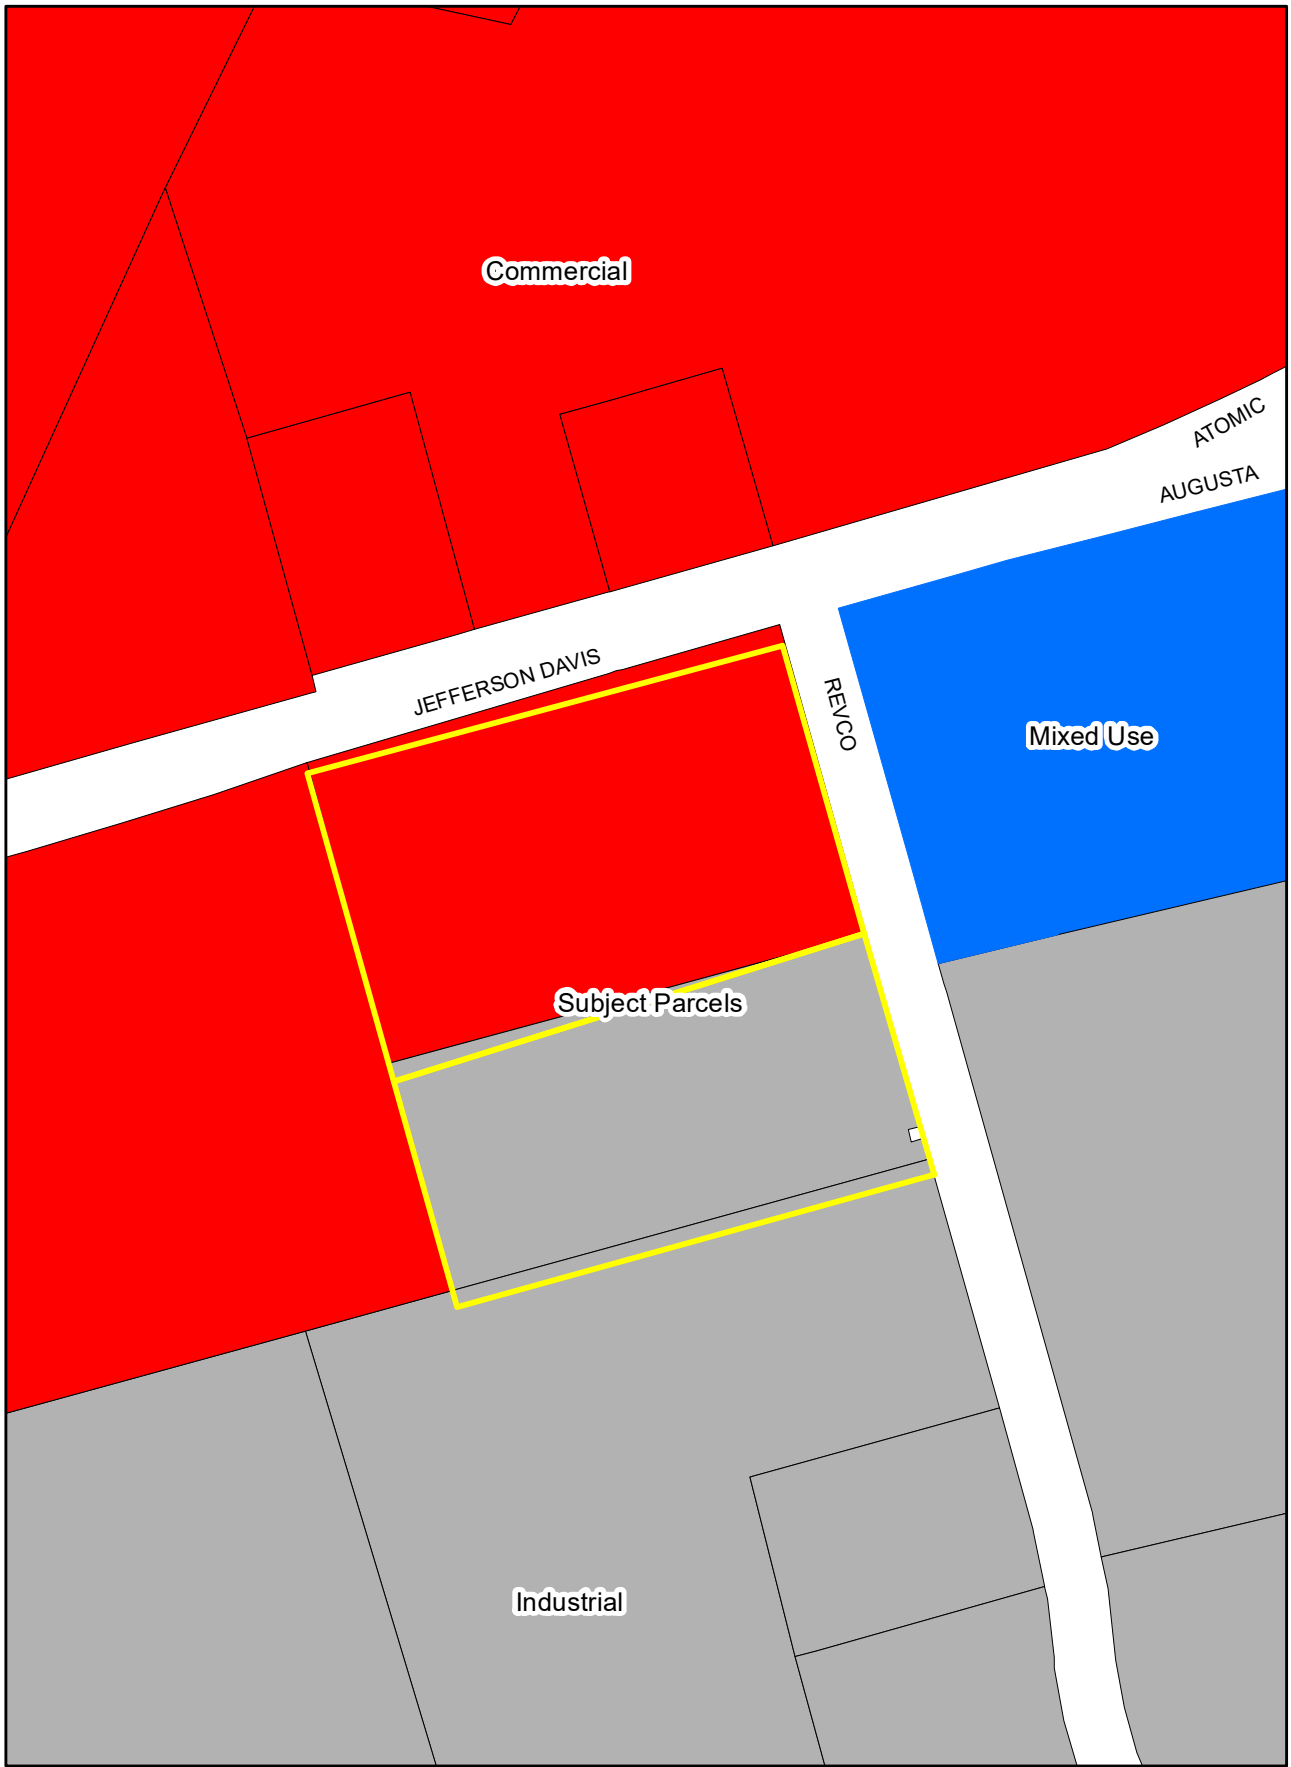 Commercial
ATOMIC
AUGUSTA
JEFFERSON DAVIS
REVCO
Mixed Use
Subject Parcels
Industrial